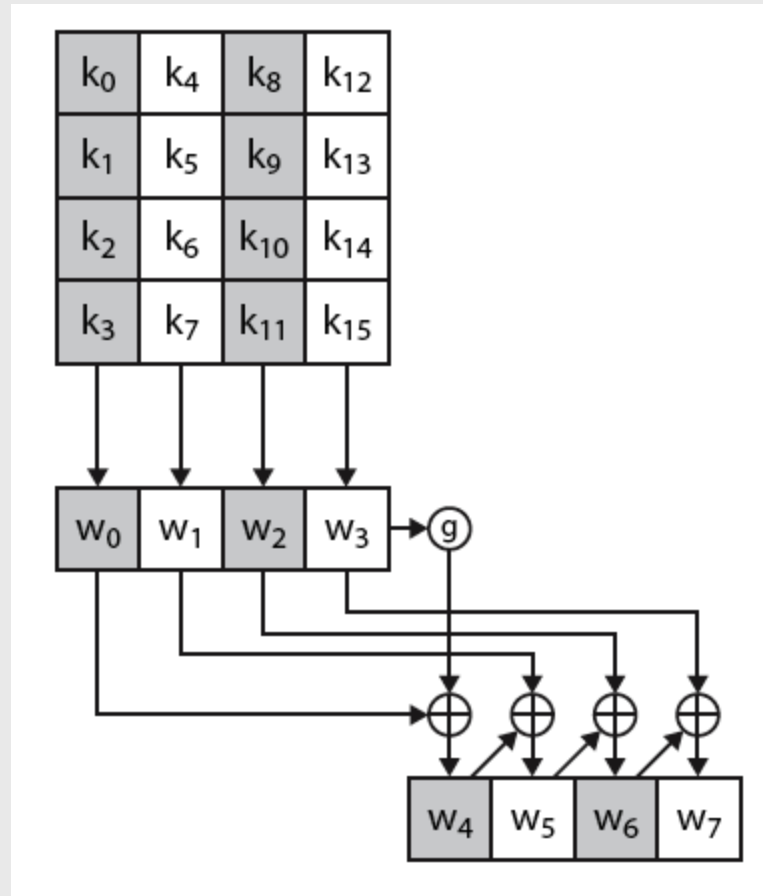 k₀ k₄ k₈ k₁₂
k₁ k₅ k₉ k₁₃
k₂ k₆ k₁₀ k₁₄
k₃ k₇ k₁₁ k₁₅
w₀ w₁ w₂ w₃ g
w₄ w₅ w₆ w₇